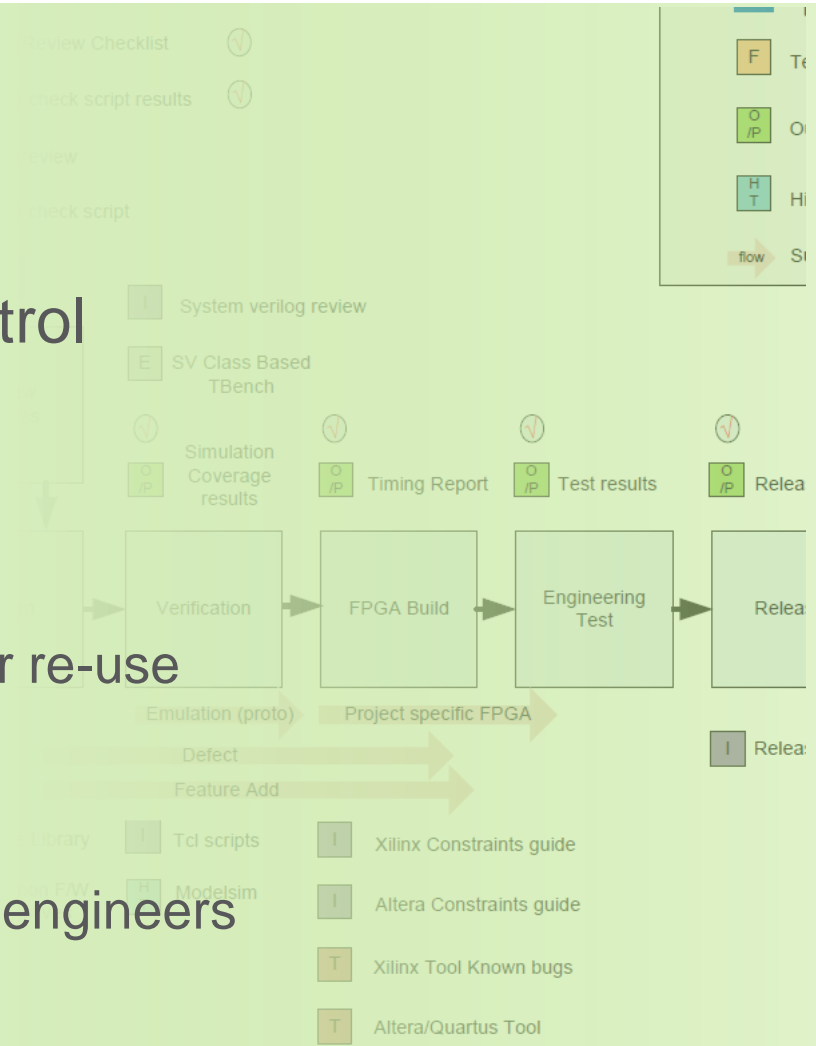 Review Checklist
√
check script results
√
review
check script
F
Te
O
/P
Ou
H
T
Hi
flow
Su
trol
I
System verilog review
E
SV Class Based
TBench
√
√
√
√
O
/P
Simulation
Coverage
results
O
/P
Timing Report
O
/P
Test results
O
/P
Relea
Verification
FPGA Build
Engineering
Test
Relea
r re-use
Emulation (proto)
Project specific FPGA
Defect
Feature Add
I
Relea
Library
I
Tcl scripts
I
Xilinx Constraints guide
F/W
H
Modelsim
engineers
I
Altera Constraints guide
T
Xilinx Tool Known bugs
T
Altera/Quartus Tool